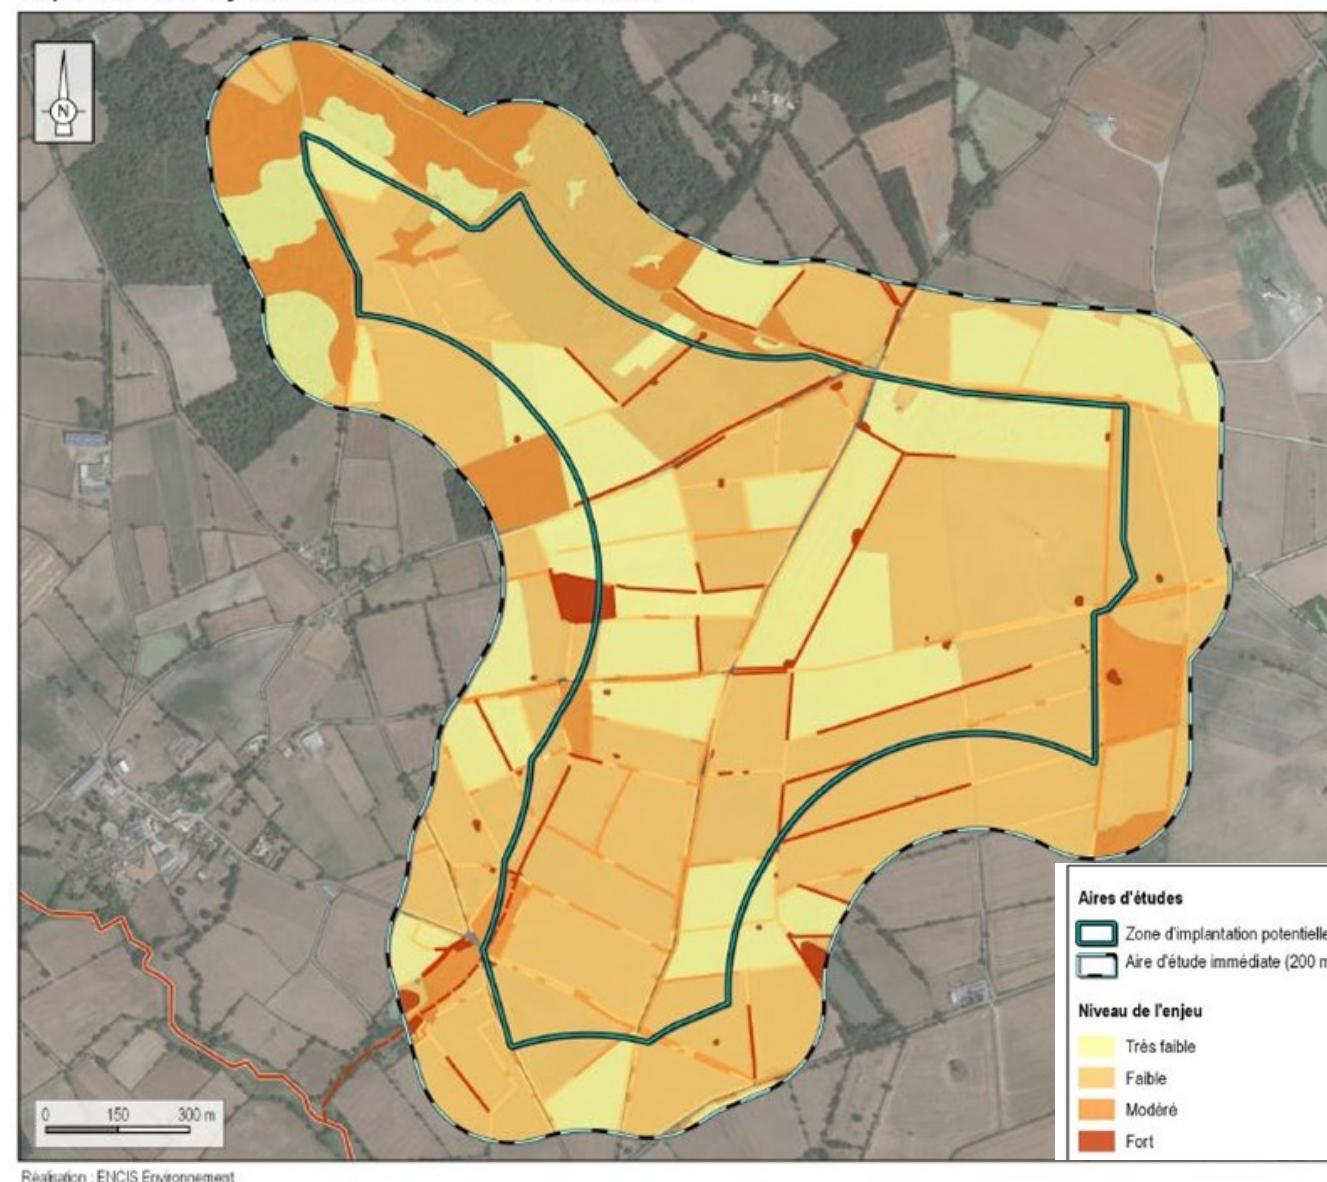 N
0 150 300 m
Aires d'études
Zone d'implantation potentielle
Aire d'étude immédiate (200 m
Niveau de l'enjeu
Très faible
Faible
Modéré
Fort
Réalisation : ENCIS Environnement